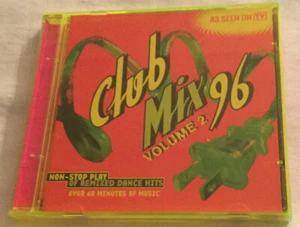 AS SEEN ON TV
Club
Mix 96
VOLUME 2
NON-STOP PLAY
OF REMIXED DANCE HITS
OVER 60 MINUTES OF MUSIC